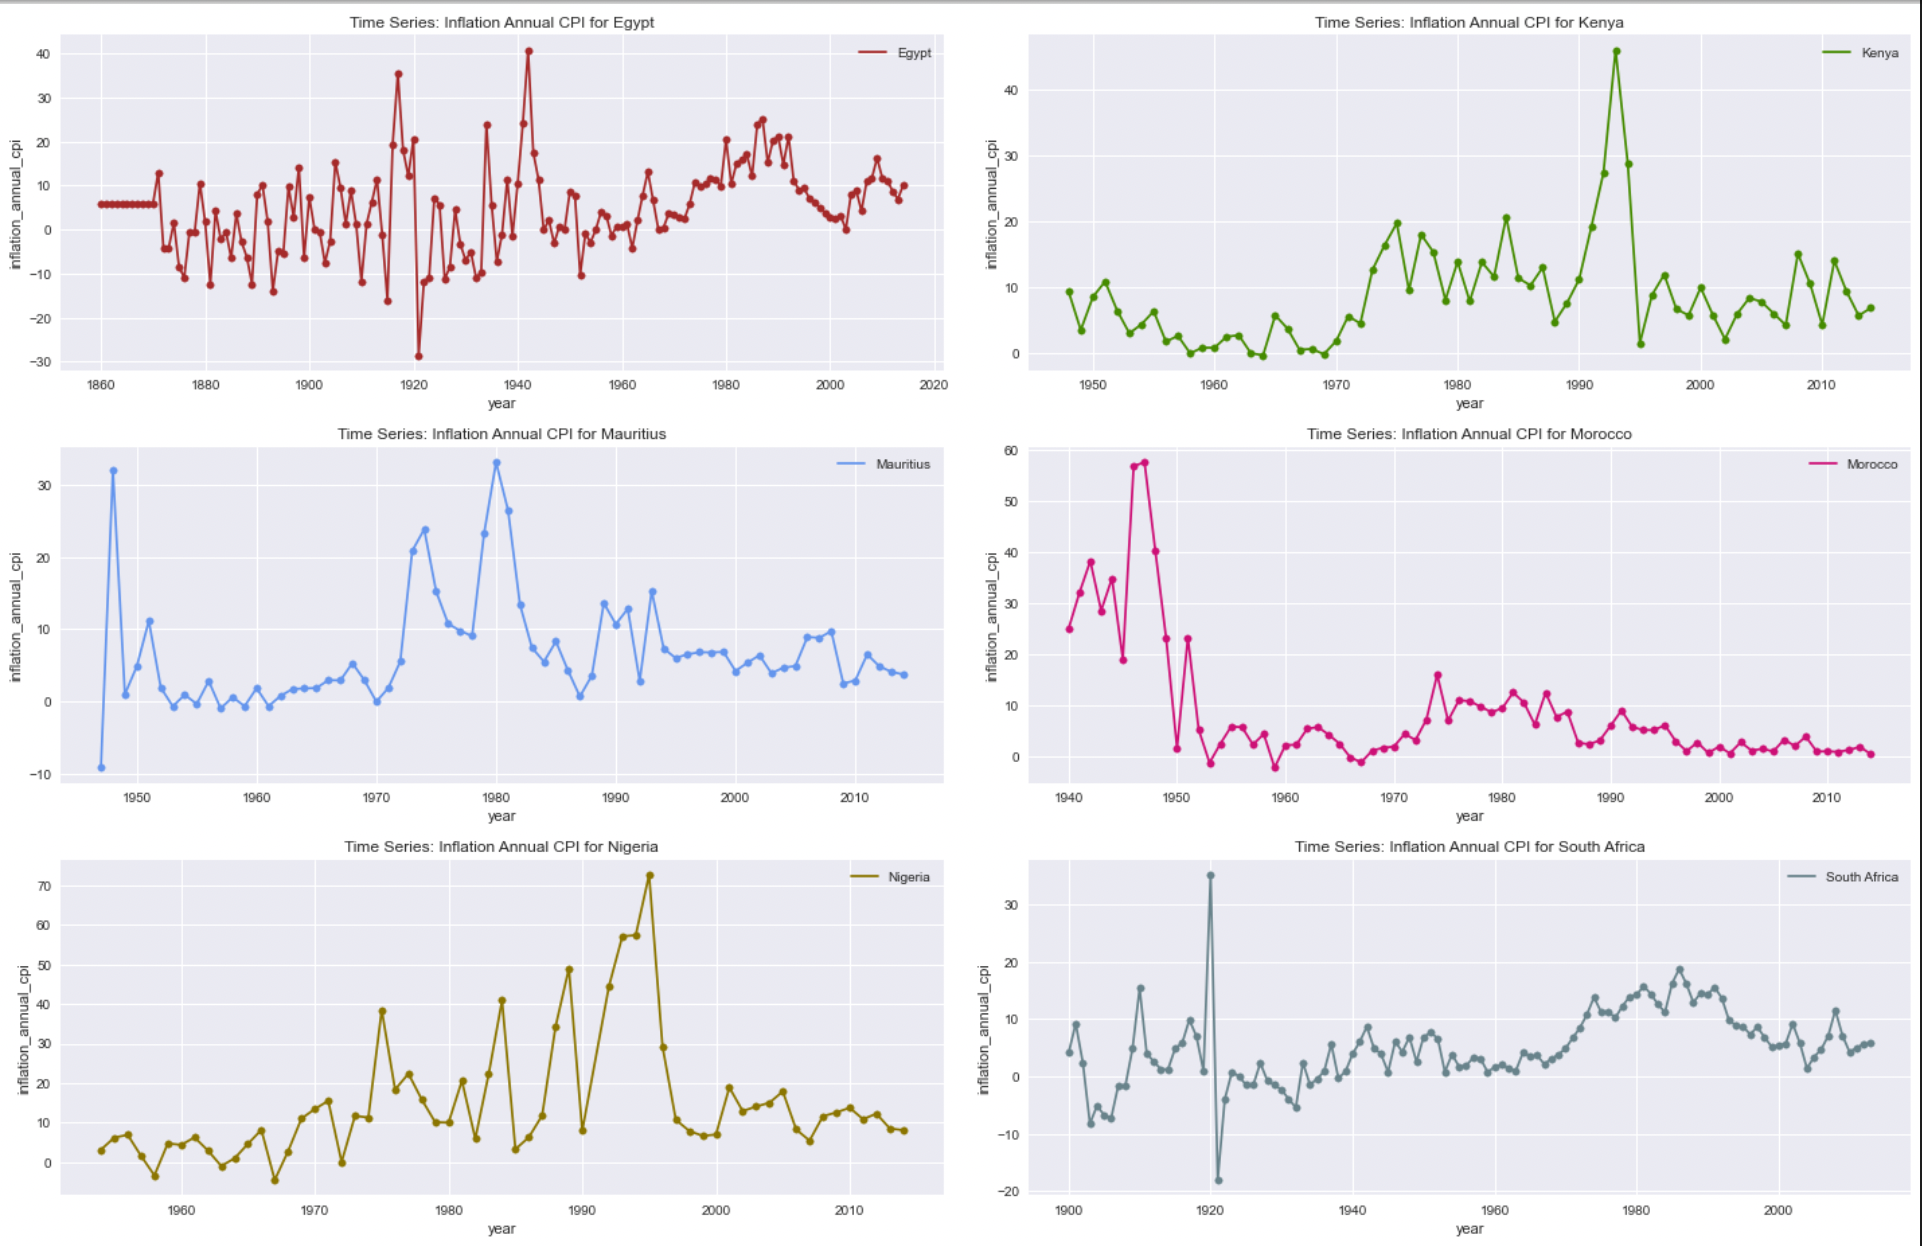 Time Series: Inflation Annual CPI for Egypt
Egypt
inflation_annual_cpi
40
30
20
10
0
−10
−20
−30
1860 1880 1900 1920 1940 1960 1980 2000 2020
year
Time Series: Inflation Annual CPI for Kenya
Kenya
inflation_annual_cpi
40
30
20
10
0
1950 1960 1970 1980 1990 2000 2010
year
Time Series: Inflation Annual CPI for Mauritius
Mauritius
inflation_annual_cpi
30
20
10
0
−10
1950 1960 1970 1980 1990 2000 2010
year
Time Series: Inflation Annual CPI for Morocco
Morocco
inflation_annual_cpi
60
50
40
30
20
10
0
1940 1950 1960 1970 1980 1990 2000 2010
year
Time Series: Inflation Annual CPI for Nigeria
Nigeria
inflation_annual_cpi
70
60
50
40
30
20
10
0
1960 1970 1980 1990 2000 2010
year
Time Series: Inflation Annual CPI for South Africa
South Africa
inflation_annual_cpi
30
20
10
0
−10
−20
1900 1920 1940 1960 1980 2000
year